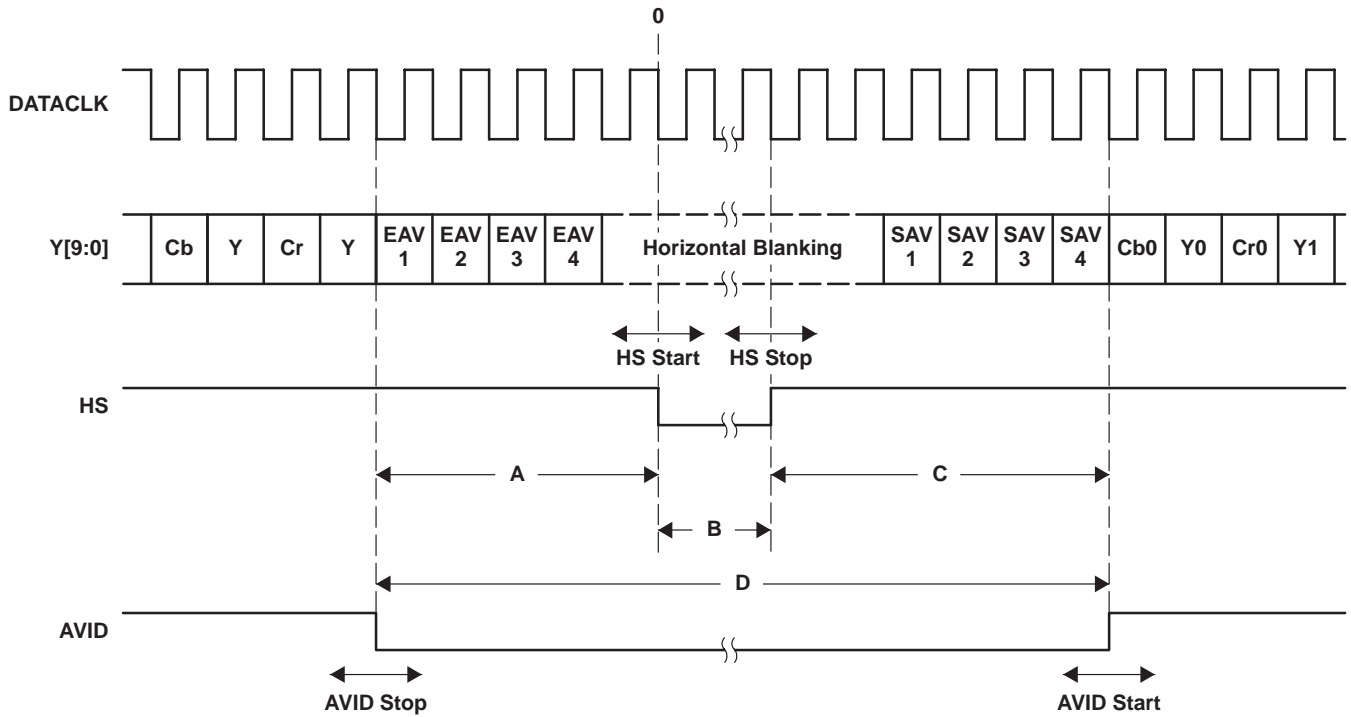 0
DATACLK
Y[9:0]
Cb
Y
Cr
Y
EAV
1
EAV
2
EAV
3
EAV
4
Horizontal Blanking
SAV
1
SAV
2
SAV
3
SAV
4
Cb0
Y0
Cr0
Y1
HS Start
HS Stop
HS
A
C
B
D
AVID
AVID Stop
AVID Start